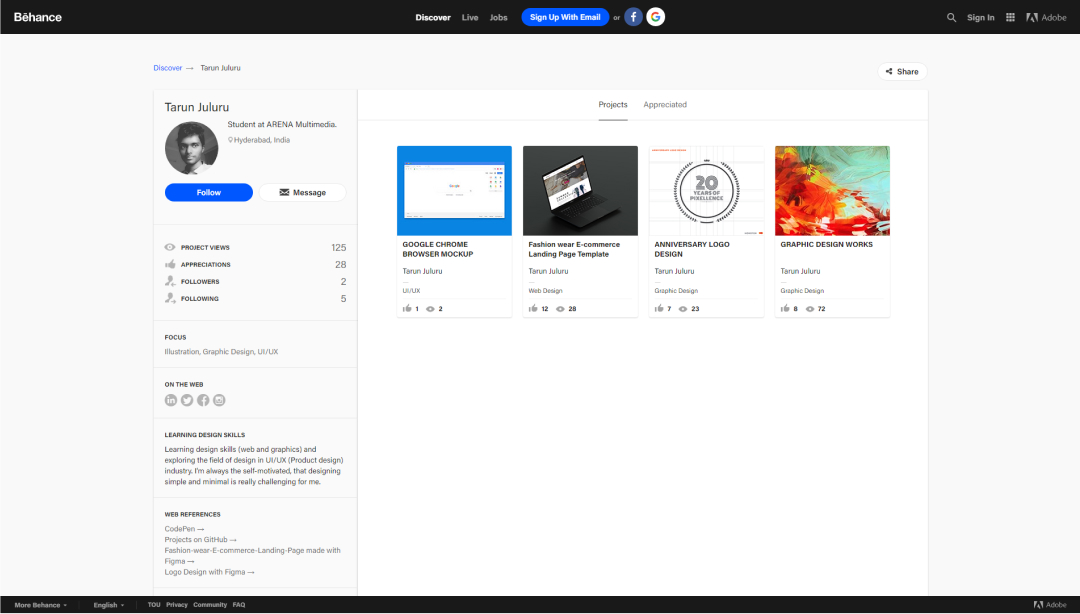 Bēhance
Discover Live Jobs Sign Up With Email or f G
Sign In Adobe
Discover → Tarun Juluru
Share
Tarun Juluru
Student at ARENA Multimedia.
Hyderabad, India
Follow
Message
PROJECT VIEWS 125
APPRECIATIONS 28
FOLLOWERS 2
FOLLOWING 5
FOCUS
Illustration, Graphic Design, UI/UX
ON THE WEB
LEARNING DESIGN SKILLS
Learning design skills (web and graphics) and
exploring the field of design in UI/UX (Product design)
industry. I'm always the self-motivated, that designing
simple and minimal is really challenging for me.
WEB REFERENCES
CodePen →
Projects on GitHub →
Fashion-wear-E-commerce-Landing-Page made with
Figma →
Logo Design with Figma →
Projects Appreciated
GOOGLE CHROME
BROWSER MOCKUP
Tarun Juluru
UI/UX
1 2
Fashion wear E-commerce
Landing Page Template
Tarun Juluru
Web Design
12 28
20
YEARS OF
PIXELLENCE
ANNIVERSARY LOGO
DESIGN
Tarun Juluru
Graphic Design
7 23
GRAPHIC DESIGN WORKS
Tarun Juluru
Graphic Design
8 72
More Behance English TOU Privacy Community FAQ
Adobe